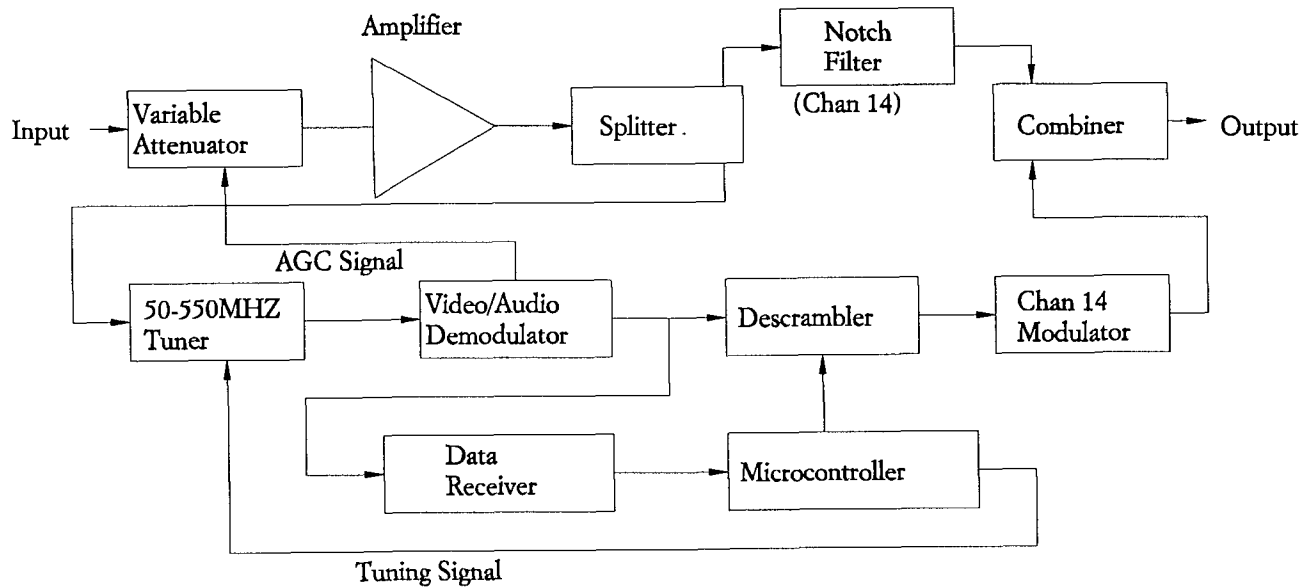 Amplifier
Notch
Filter
(Chan 14)
Input
Variable
Attenuator
Splitter .
Combiner
Output
AGC Signal
50-550MHZ
Tuner
Video/Audio
Demodulator
Descrambler
Chan 14
Modulator
Data
Receiver
Microcontroller
Tuning Signal